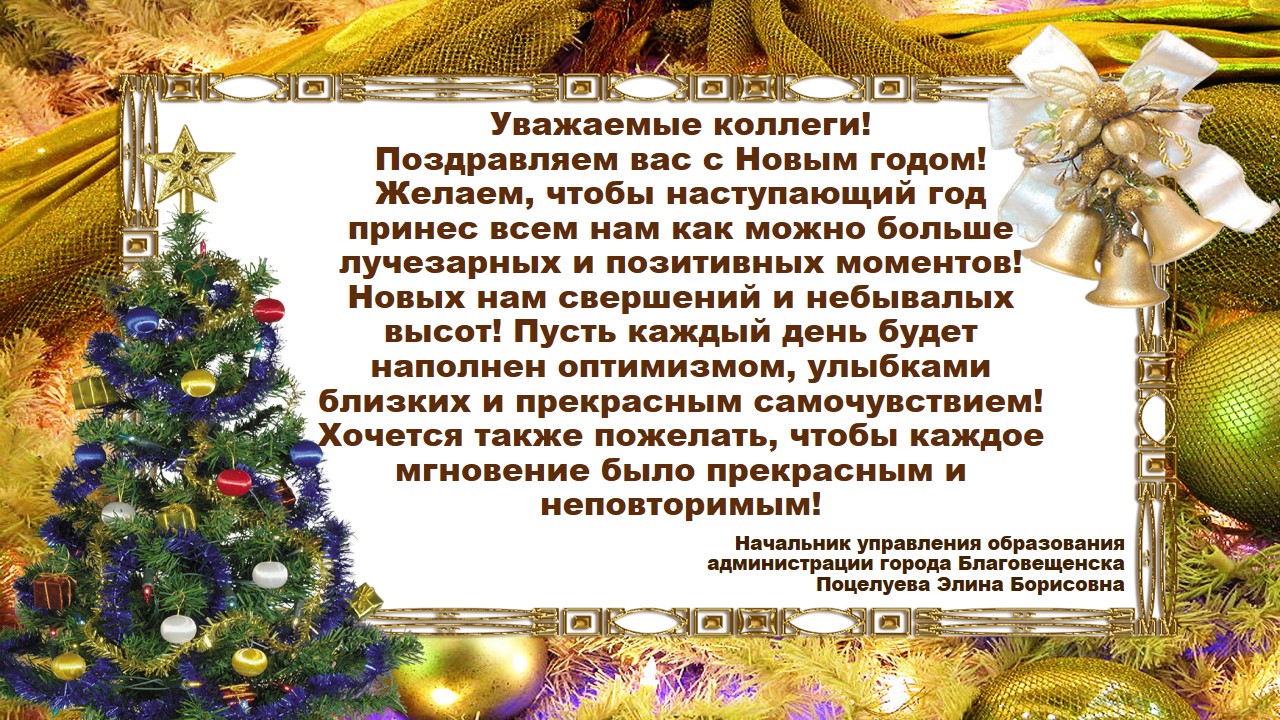 Уважаемые коллеги!
Поздравляем вас с Новым годом!
Желаем, чтобы наступающий год
принес всем нам как можно больше
лучезарных и позитивных моментов!
Новых нам свершений и небывалых
высот! Пусть каждый день будет
наполнен оптимизмом, улыбками
близких и прекрасным самочувствием!
Хочется также пожелать, чтобы каждое
мгновение было прекрасным и
неповторимым!
Начальник управления образования
администрации города Благовещенска
Поцелуева Элина Борисовна